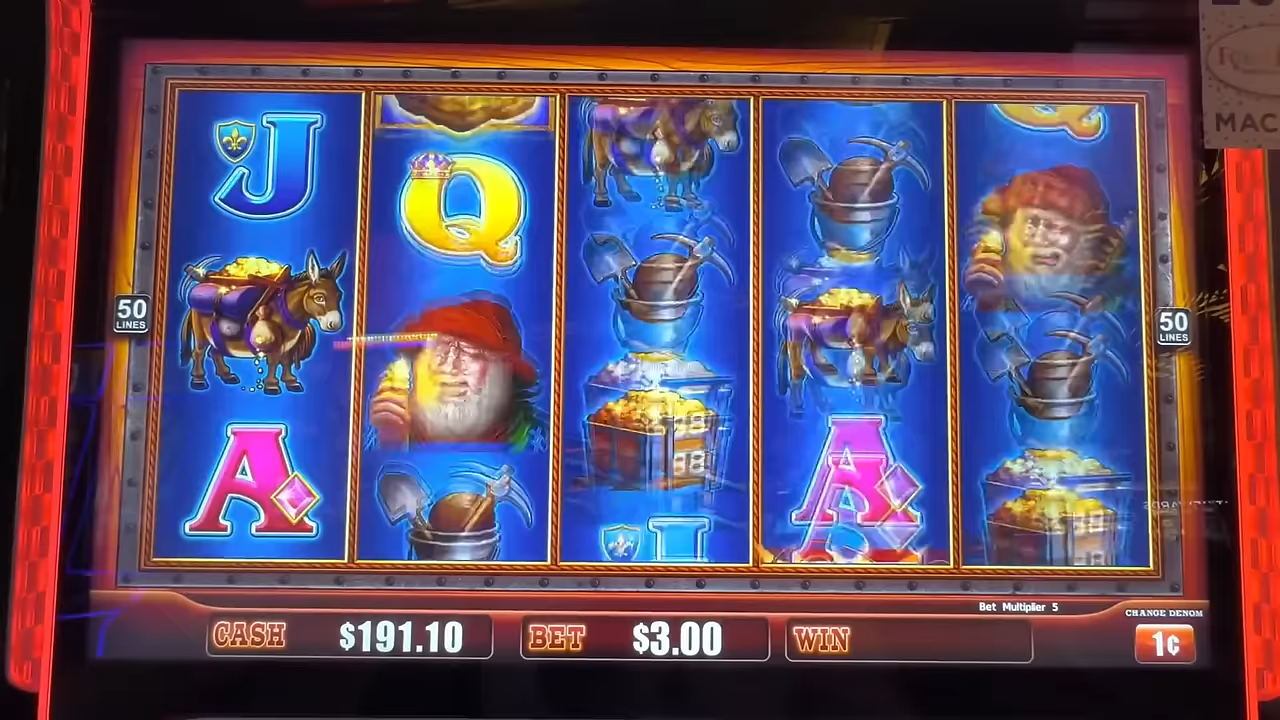 MAC
J
Q
Q
A
J
A
50
LINES
50
LINES
Bet Multiplier 5
CHANGE DENOM
CASH $191.10 BET $3.00 WIN
1¢